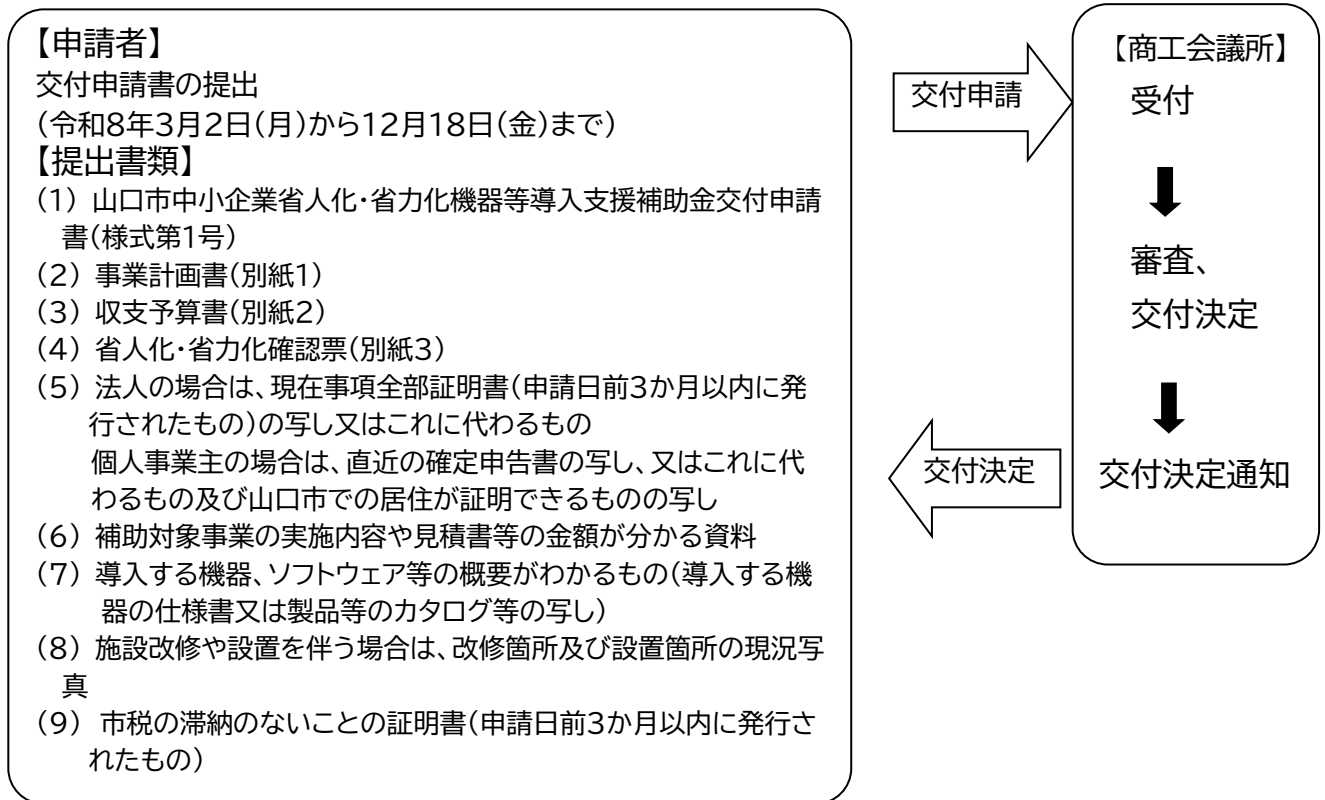 【申請者】
交付申請書の提出
(令和8年3月2日(月)から12月18日(金)まで)
【提出書類】
(1) 山口市中小企業省人化・省力化機器等導入支援補助金交付申請
書(様式第1号)
(2) 事業計画書(別紙1)
(3) 収支予算書(別紙2)
(4) 省人化・省力化確認票(別紙3)
(5) 法人の場合は、現在事項全部証明書(申請日前3か月以内に発
行されたもの)の写し又はこれに代わるもの
個人事業主の場合は、直近の確定申告書の写し、又はこれに代
わるもの及び山口市での居住が証明できるものの写し
(6) 補助対象事業の実施内容や見積書等の金額が分かる資料
(7) 導入する機器、ソフトウェア等の概要がわかるもの(導入する機
器の仕様書又は製品等のカタログ等の写し)
(8) 施設改修や設置を伴う場合は、改修箇所及び設置箇所の現況写
真
(9) 市税の滞納のないことの証明書(申請日前3か月以内に発行さ
れたもの)
交付申請
【商工会議所】
受付
審査、
交付決定
交付決定通知
交付決定